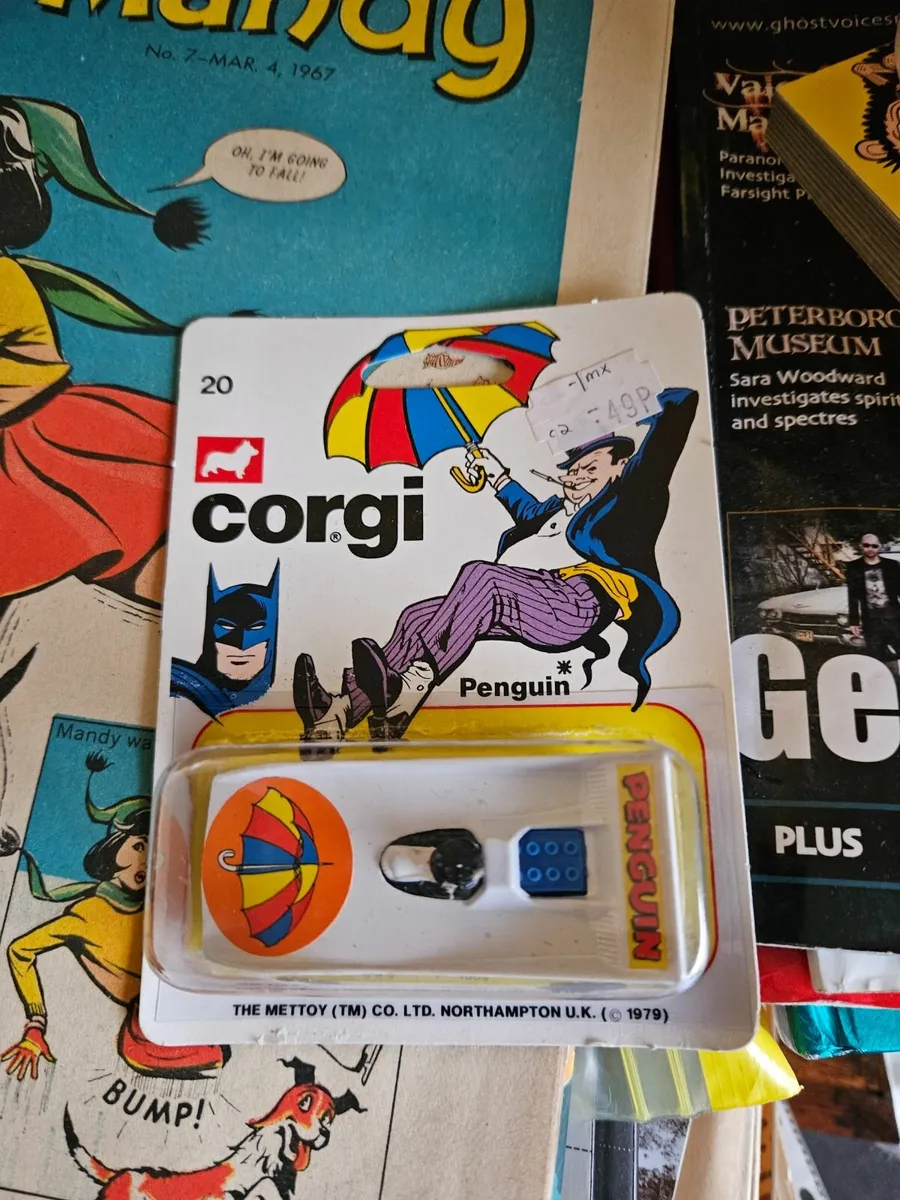 Mandy
No. 7–MAR. 4, 1967
OH, I'M GOING
TO FALL!
www.ghostvoices
Paranor
Investiga
Farsight P
PETERBORO
MUSEUM
Sara Woodward
investigates spirit
and spectres
Ge
PLUS
20
49P
corgi
®
Penguin*
PENGUIN
THE METTOY (TM) CO. LTD. NORTHAMPTON U.K. (© 1979)
Mandy wa
BUMP!